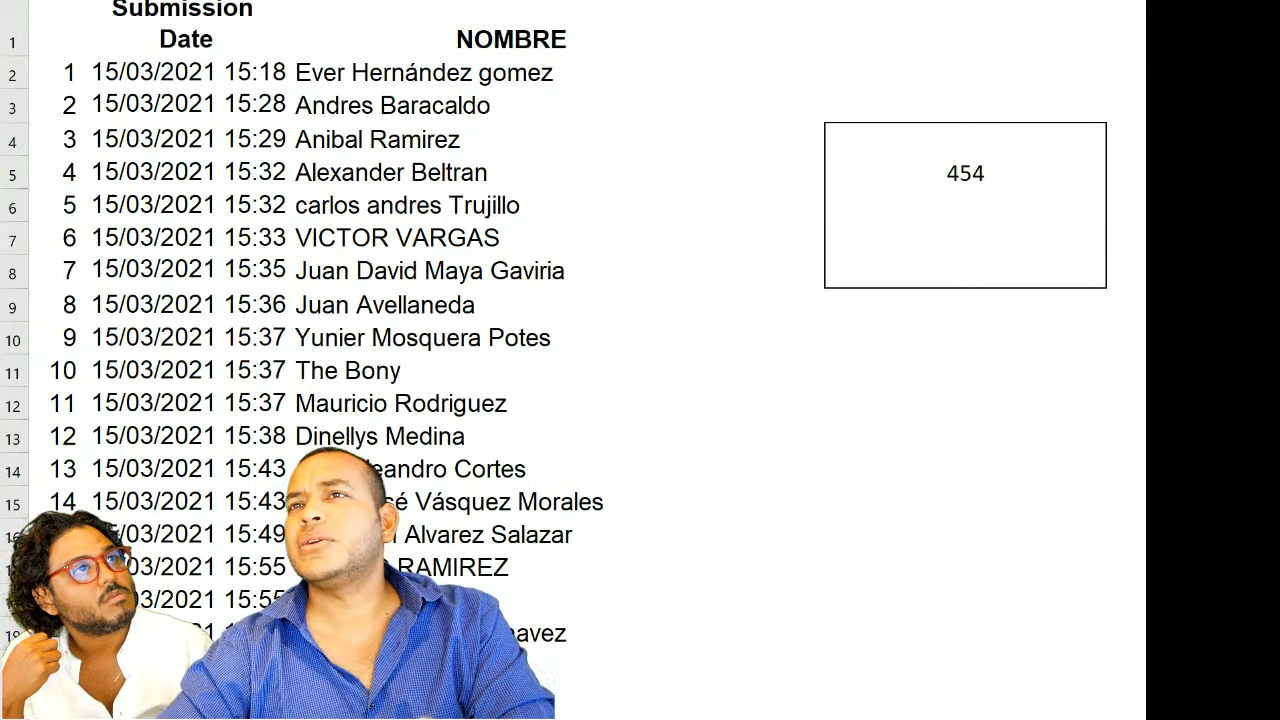 Submission
1 Date NOMBRE
2 1 15/03/2021 15:18 Ever Hernández gomez
3 2 15/03/2021 15:28 Andres Baracaldo
4 3 15/03/2021 15:29 Anibal Ramirez
5 4 15/03/2021 15:32 Alexander Beltran 454
6 5 15/03/2021 15:32 carlos andres Trujillo
7 6 15/03/2021 15:33 VICTOR VARGAS
8 7 15/03/2021 15:35 Juan David Maya Gaviria
9 8 15/03/2021 15:36 Juan Avellaneda
10 9 15/03/2021 15:37 Yunier Mosquera Potes
11 10 15/03/2021 15:37 The Bony
12 11 15/03/2021 15:37 Mauricio Rodriguez
13 12 15/03/2021 15:38 Dinellys Medina
14 13 15/03/2021 15:43 Cortes
15 14 15/03/2021 15:43 Vásquez Morales
15:49 Alvarez Salazar
15:55 RAMIREZ
19